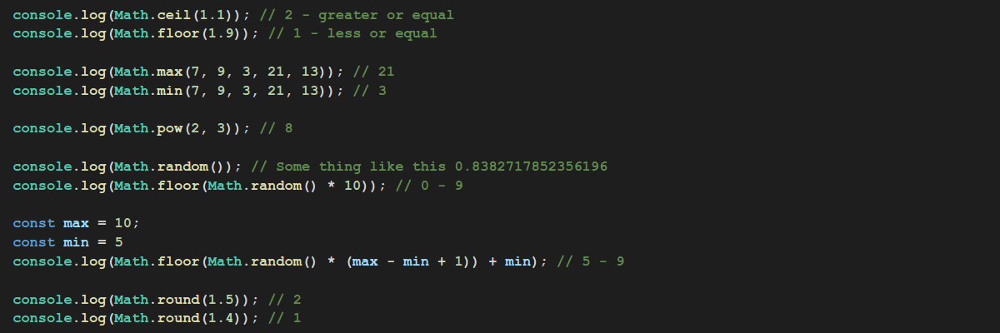 console.log(Math.ceil(1.1)); // 2 - greater or equal
console.log(Math.floor(1.9)); // 1 - less or equal
console.log(Math.max(7, 9, 3, 21, 13)); // 21
console.log(Math.min(7, 9, 3, 21, 13)); // 3
console.log(Math.pow(2, 3)); // 8
console.log(Math.random()); // Some thing like this 0.8382717852356196
console.log(Math.floor(Math.random() * 10)); // 0 - 9
const max = 10;
const min = 5
console.log(Math.floor(Math.random() * (max - min + 1)) + min); // 5 - 9
console.log(Math.round(1.5)); // 2
console.log(Math.round(1.4)); // 1